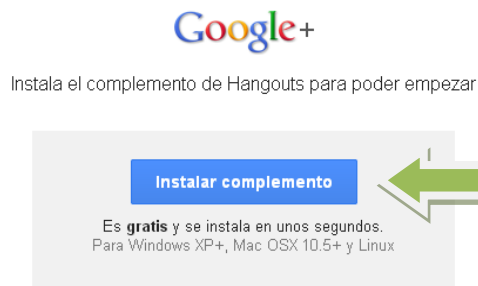 Google+
Instala el complemento de Hangouts para poder empezar
Instalar complemento
Es gratis y se instala en unos segundos.
Para Windows XP+, Mac OSX 10.5+ y Linux